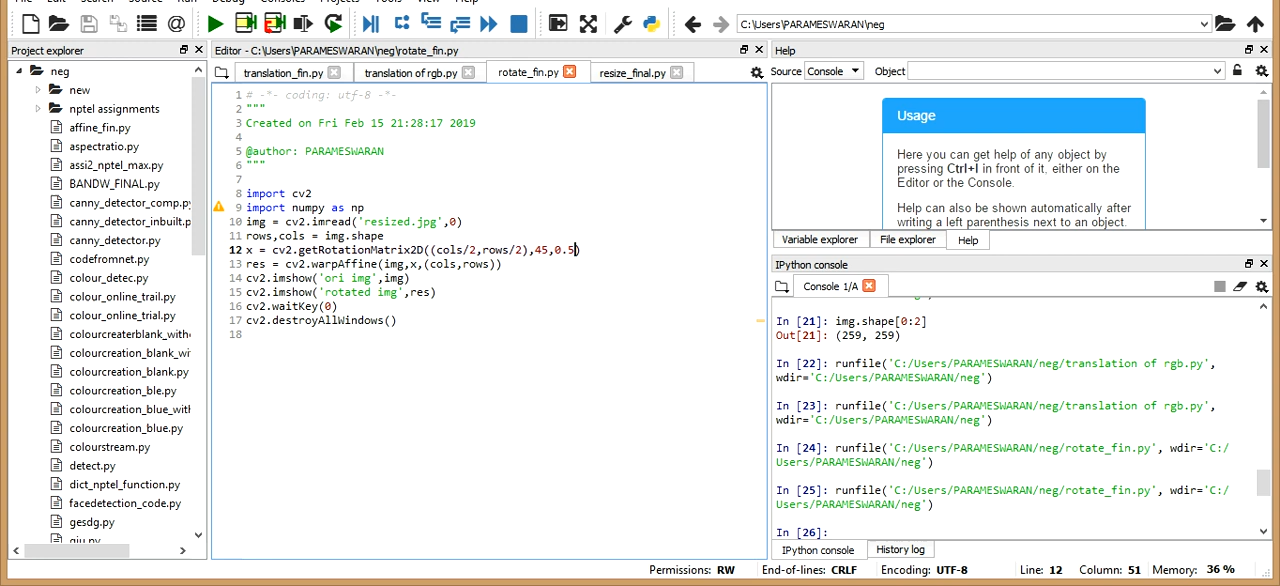 Search
Source
Run
Debug
Consoles
Projects
Tools
View
Help
C:\Users\PARAMESWARAN\neg
Project explorer
neg
new
nptel assignments
affine_fin.py
aspectratio.py
assi2_nptel_max.py
BANDW_FINAL.py
canny_detector_comp.py
canny_detector_inbuilt.py
codefromnet.py
colour_detec.py
colour_online_trail.py
colour_online_trial.py
colourcreaterblank_with
colourcreation_blank_wi
colourcreation_blank.py
colourcreation_ble.py
colourcreation_blue_with
colourcreation_blue.py
colourstream.py
detect.py
dict_nptel_function.py
facedetection_code.py
gesdg.py
Editor - C:\Users\PARAMESWARAN\neg\rotate_fin.py
translation_fin.py
translation of rgb.py
rotate_fin.py
resize_final.py
1 # -*- coding: utf-8 -*-
2 """
3 Created on Fri Feb 15 21:28:17 2019
4
5 @author: PARAMESWARAN
6 """
7
8 import cv2
9 import numpy as np
10 img = cv2.imread('resized.jpg',0)
11 rows,cols = img.shape
12 x = cv2.getRotationMatrix2D((cols/2,rows/2),45,0.5)
13 res = cv2.warpAffine(img,x,(cols,rows))
14 cv2.imshow('ori img',img)
15 cv2.imshow('rotated img',res)
16 cv2.waitKey(0)
17 cv2.destroyAllWindows()
18
Help
Source Console Object
Usage
Here you can get help of any object by
pressing Ctrl+I in front of it, either on the
Editor or the Console.
Help can also be shown automatically after
writing a left parenthesis next to an object.
Variable explorer File explorer Help
IPython console
Console 1/A
In [21]: img.shape[0:2]
Out[21]: (259, 259)
In [22]: runfile('C:/Users/PARAMESWARAN/neg/translation of rgb.py',
wdir='C:/Users/PARAMESWARAN/neg')
In [23]: runfile('C:/Users/PARAMESWARAN/neg/translation of rgb.py',
wdir='C:/Users/PARAMESWARAN/neg')
In [24]: runfile('C:/Users/PARAMESWARAN/neg/rotate_fin.py', wdir='C:/
Users/PARAMESWARAN/neg')
In [25]: runfile('C:/Users/PARAMESWARAN/neg/rotate_fin.py', wdir='C:/
Users/PARAMESWARAN/neg')
In [26]:
IPython console History log
Permissions: RW End-of-lines: CRLF Encoding: UTF-8 Line: 12 Column: 51 Memory: 36 %